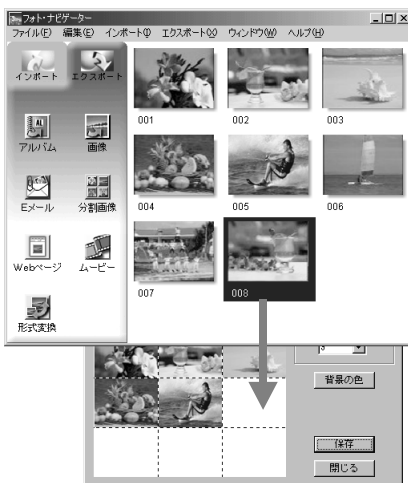 フォト・ナビゲーター
ファイル(F) 編集(E) インポート(I) エクスポート(X) ウィンドウ(W) ヘルプ(H)
インポート エクスポート
アルバム 画像
Eメール 分割画像
Webページ ムービー
形式変換
001 002 003
004 005 006
007 008
3
背景の色
保存
閉じる